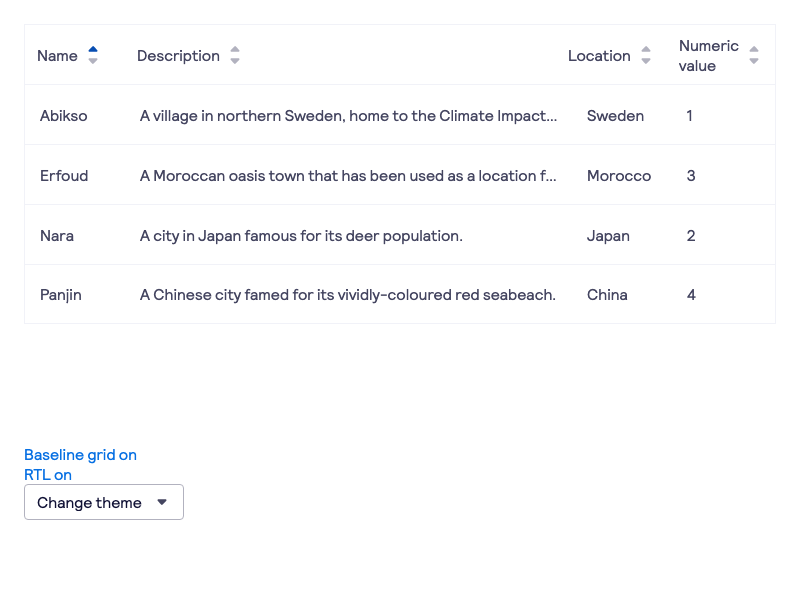 Name Description Location Numeric value
Abikso A village in northern Sweden, home to the Climate Impact... Sweden 1
Erfoud A Moroccan oasis town that has been used as a location f... Morocco 3
Nara A city in Japan famous for its deer population. Japan 2
Panjin A Chinese city famed for its vividly-coloured red seabeach. China 4
Baseline grid on
RTL on
Change theme